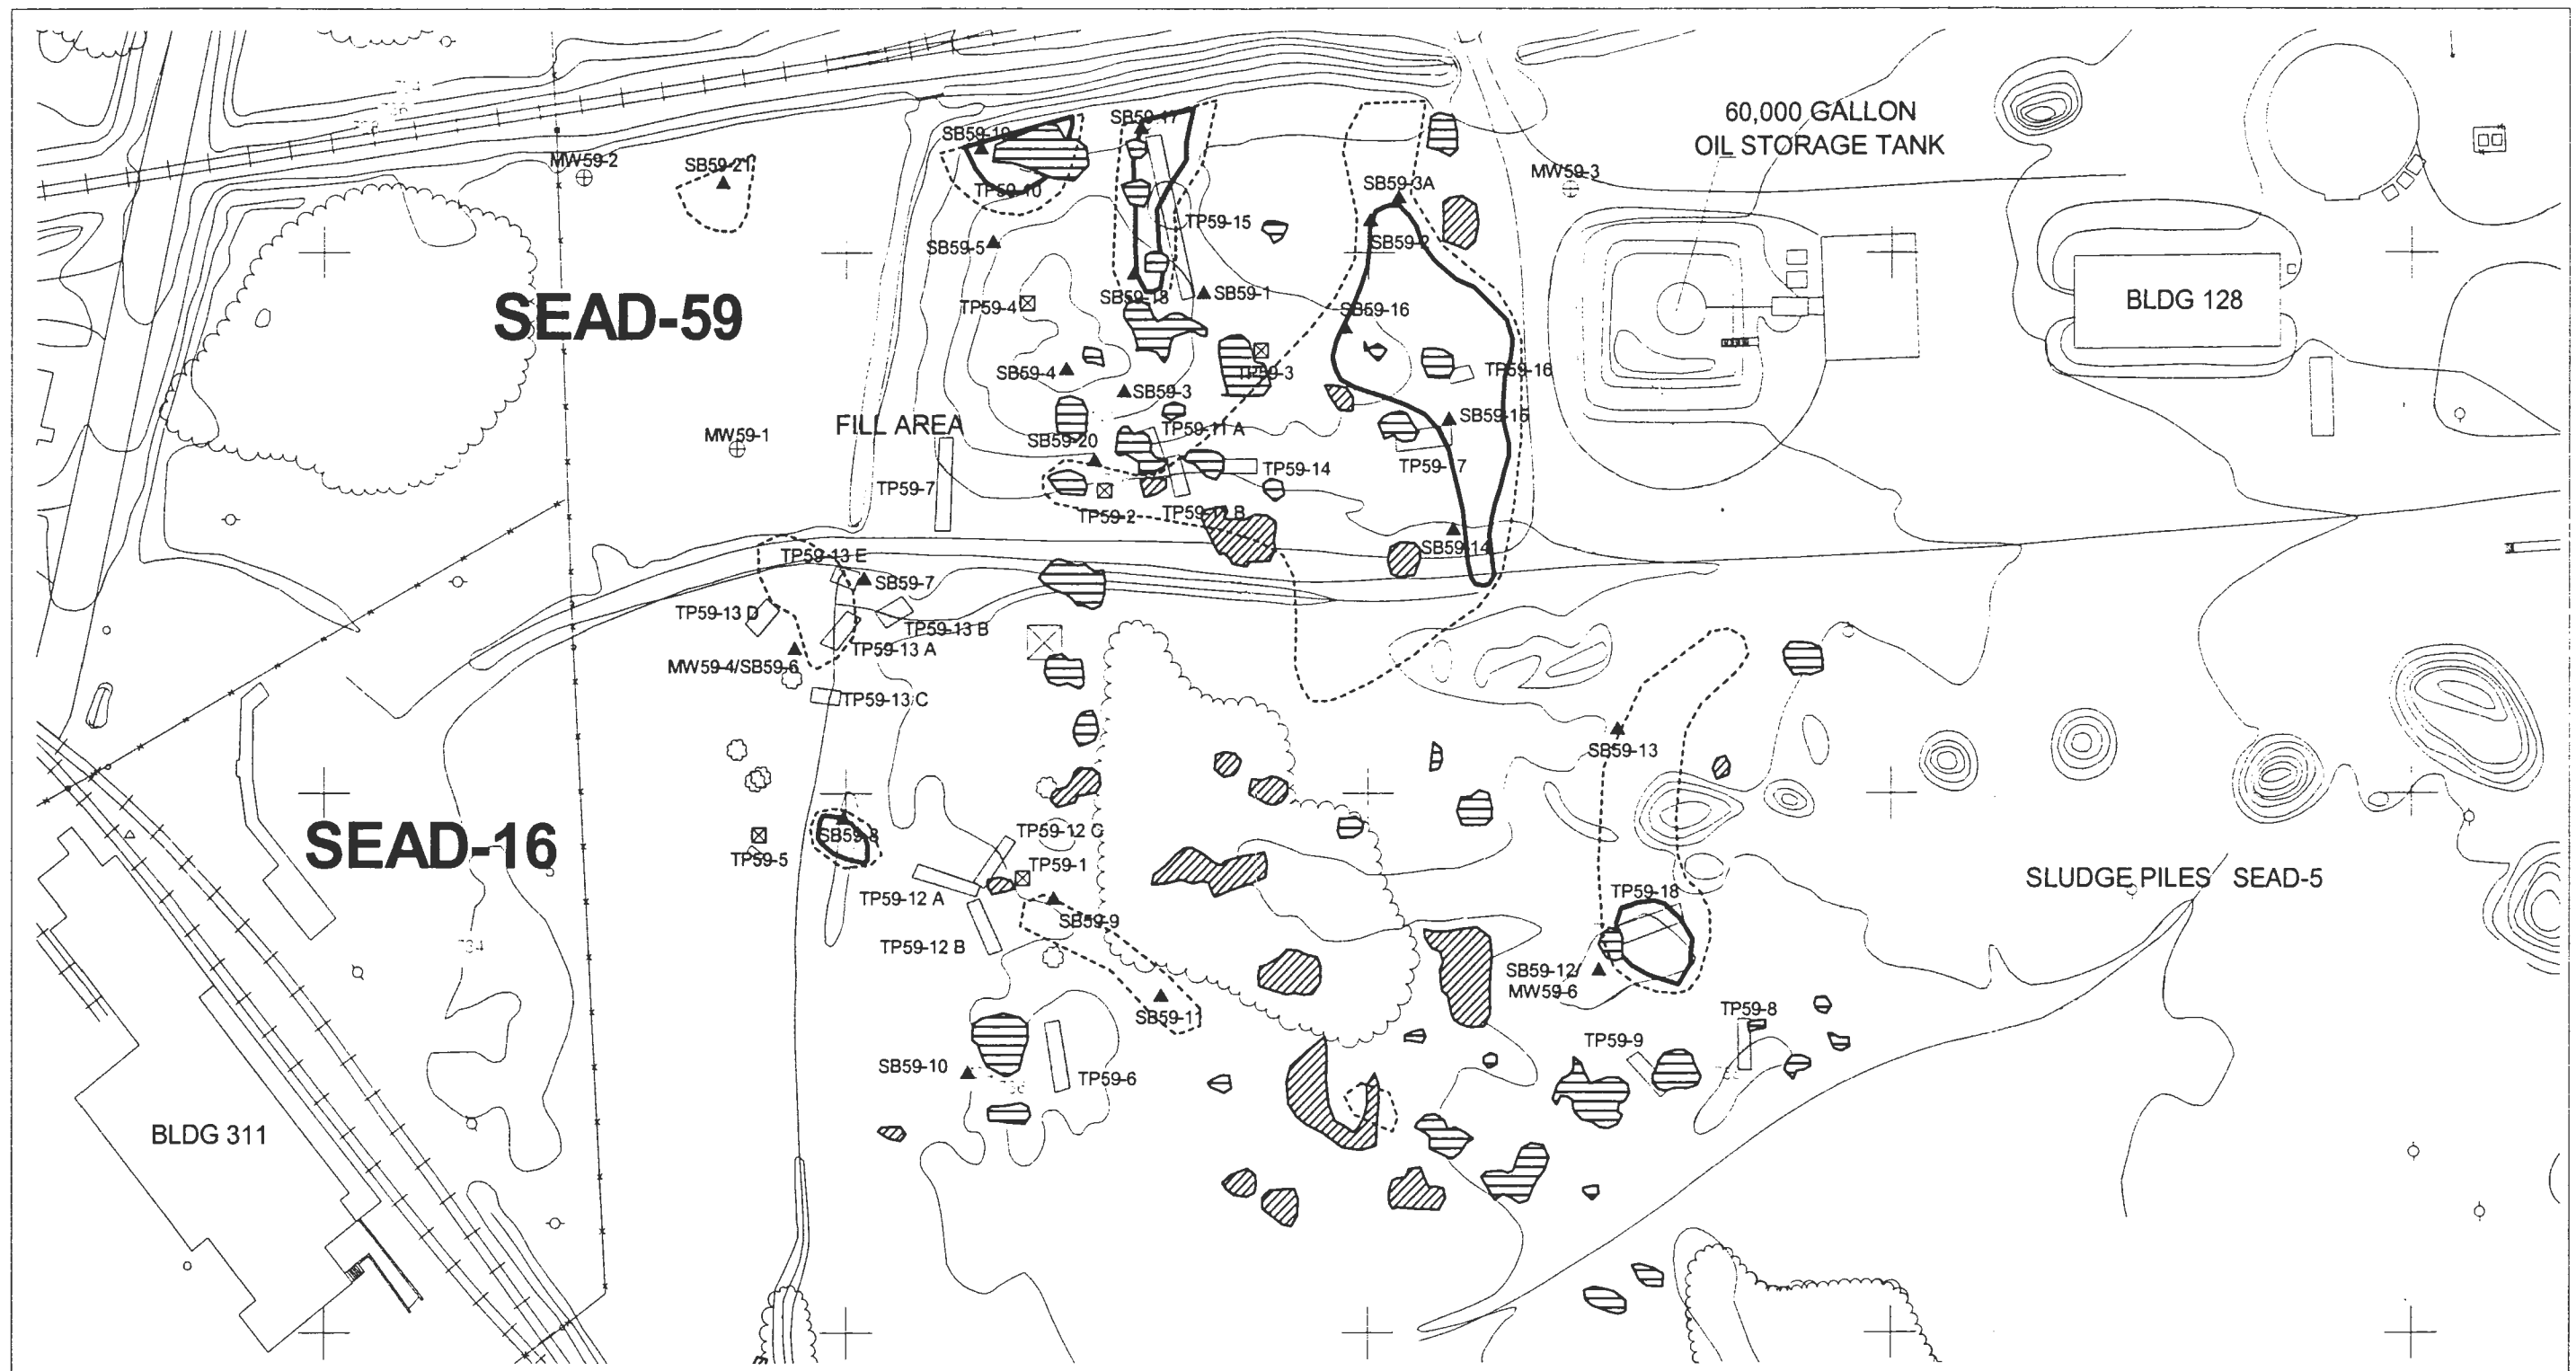 60,000 GALLON
OIL STORAGE TANK
SB59-17
SB59-19
MW59-2
SB59-21
MW59-3
SB59-3A
TP59-10
TP59-15
SB59-5
SB59-2
SEAD-59
TP59-4
SB59-18
SB59-1
SB59-16
BLDG 128
SB59-4
TP59-3
TP59-16
SB59-3
FILL AREA
SB59-15
MW59-1
SB59-20
TP59-11 A
TP59-14
TP59-17
TP59-7
TP59-2
TP59-11 B
SB59-14
TP59-13 E
SB59-7
TP59-13 D
TP59-13 B
TP59-13 A
MW59-4/SB59-6
TP59-13 C
SB59-13
SEAD-16
SB59-8
TP59-12 C
TP59-5
TP59-1
SLUDGE PILES SEAD-5
TP59-12 A
TP59-18
SB59-9
TP59-12 B
734
SB59-12/
MW59-6
SB59-11
TP59-8
TP59-9
SB59-10
TP59-6
BLDG 311